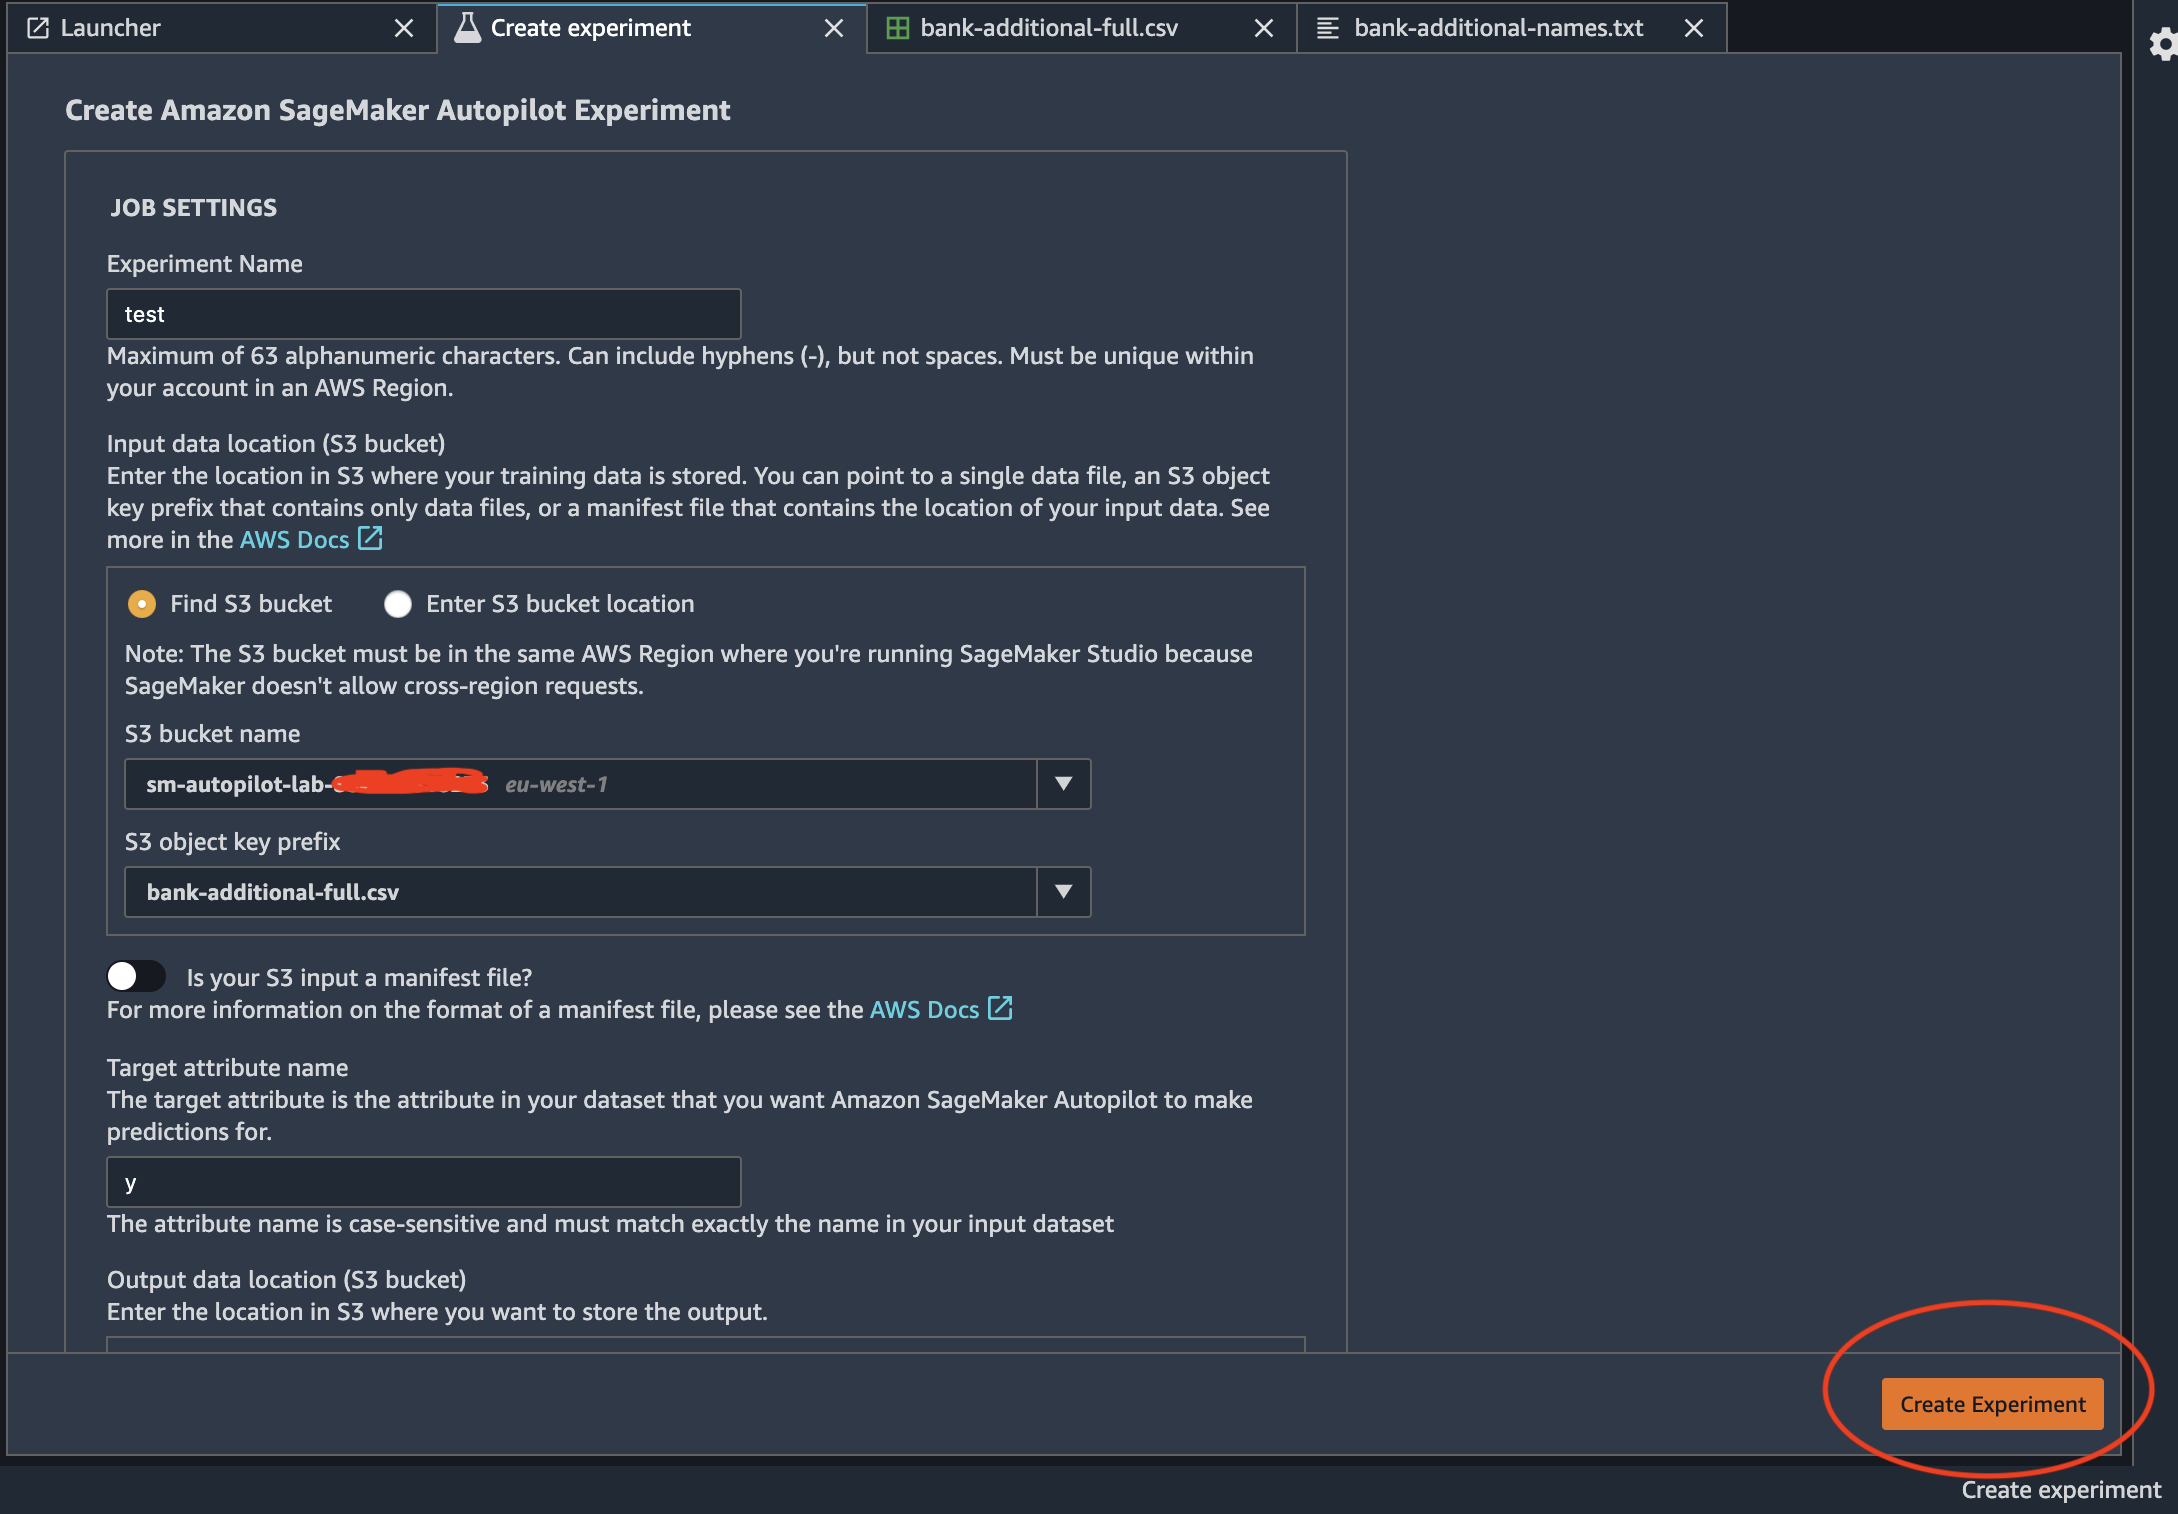 Launcher
Create experiment
bank-additional-full.csv
bank-additional-names.txt
Create Amazon SageMaker Autopilot Experiment
JOB SETTINGS
Experiment Name
test
Maximum of 63 alphanumeric characters. Can include hyphens (-), but not spaces. Must be unique within
your account in an AWS Region.
Input data location (S3 bucket)
Enter the location in S3 where your training data is stored. You can point to a single data file, an S3 object
key prefix that contains only data files, or a manifest file that contains the location of your input data. See
more in the AWS Docs
Find S3 bucket
Enter S3 bucket location
Note: The S3 bucket must be in the same AWS Region where you're running SageMaker Studio because
SageMaker doesn't allow cross-region requests.
S3 bucket name
sm-autopilot-lab- eu-west-1
S3 object key prefix
bank-additional-full.csv
Is your S3 input a manifest file?
For more information on the format of a manifest file, please see the AWS Docs
Target attribute name
The target attribute is the attribute in your dataset that you want Amazon SageMaker Autopilot to make
predictions for.
y
The attribute name is case-sensitive and must match exactly the name in your input dataset
Output data location (S3 bucket)
Enter the location in S3 where you want to store the output.
Create Experiment
Create experiment